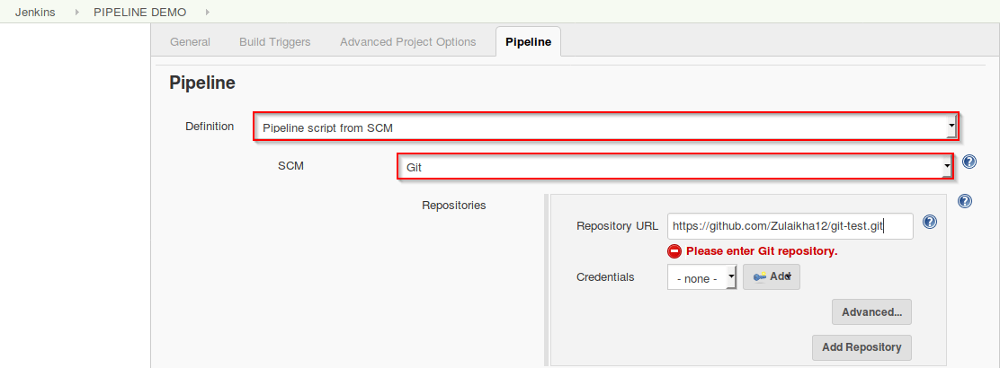 Jenkins PIPELINE DEMO
General Build Triggers Advanced Project Options Pipeline
Pipeline
Definition Pipeline script from SCM
SCM Git ?
Repositories ?
Repository URL https://github.com/Zulaikha12/git-test.git ?
Please enter Git repository.
Credentials - none - Add
Advanced...
Add Repository